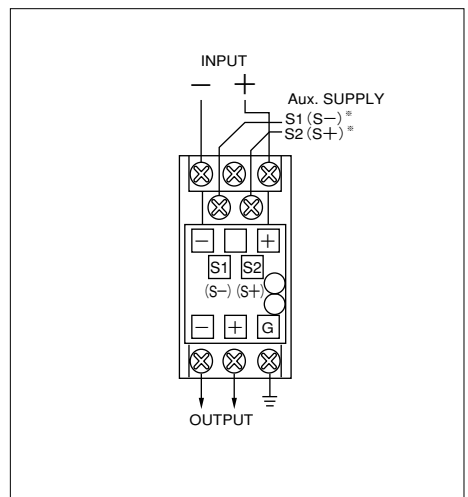 INPUT
− +
Aux. SUPPLY
S1 (S−)※
S2 (S+)※
− +
S1 S2
(S−) (S+)
− + G
OUTPUT